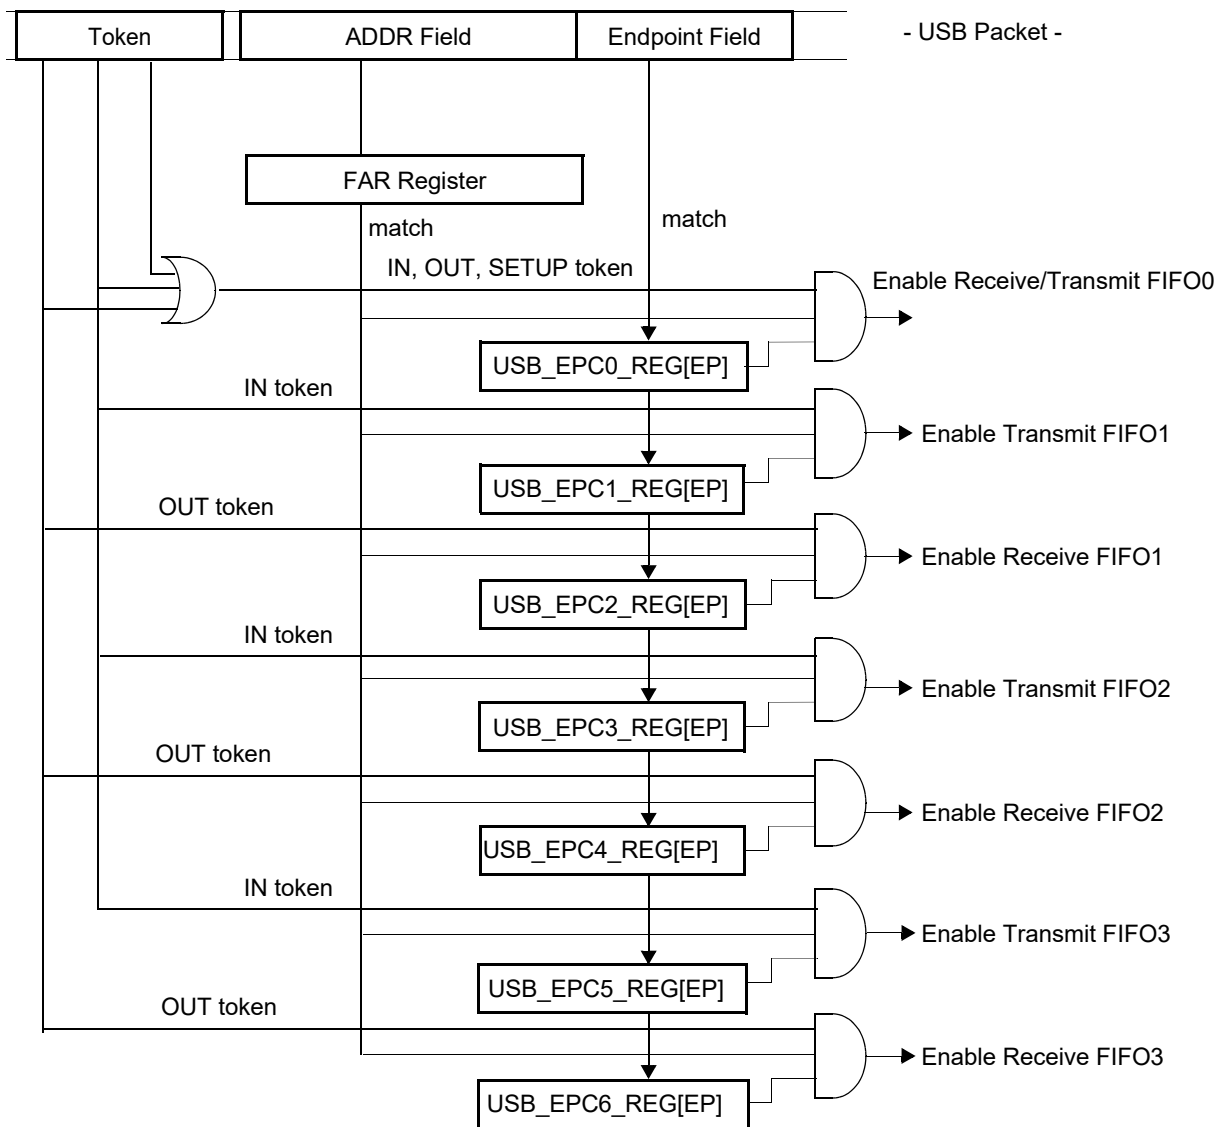 Token
ADDR Field
Endpoint Field
- USB Packet -
FAR Register
match
match
IN, OUT, SETUP token
Enable Receive/Transmit FIFO0
USB_EPC0_REG[EP]
IN token
Enable Transmit FIFO1
USB_EPC1_REG[EP]
OUT token
Enable Receive FIFO1
USB_EPC2_REG[EP]
IN token
Enable Transmit FIFO2
USB_EPC3_REG[EP]
OUT token
Enable Receive FIFO2
USB_EPC4_REG[EP]
IN token
Enable Transmit FIFO3
USB_EPC5_REG[EP]
OUT token
Enable Receive FIFO3
USB_EPC6_REG[EP]